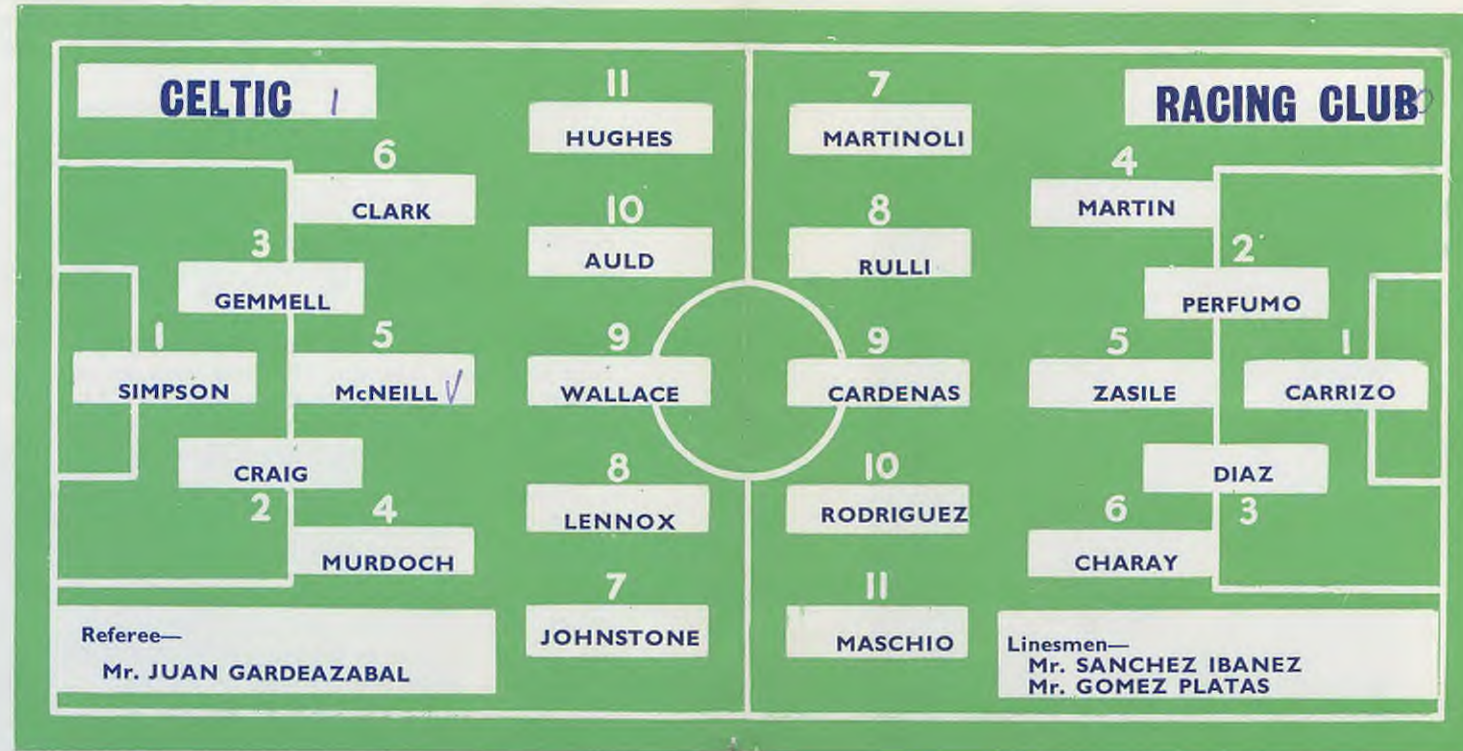 CELTIC 1
RACING CLUB 0
11
HUGHES
7
MARTINOLI
6
CLARK
4
MARTIN
10
AULD
8
RULLI
3
GEMMELL
2
PERFUMO
1
SIMPSON
5
McNEILL
9
WALLACE
9
CARDENAS
5
ZASILE
1
CARRIZO
CRAIG
2
DIAZ
3
8
LENNOX
10
RODRIGUEZ
4
MURDOCH
6
CHARAY
7
JOHNSTONE
11
MASCHIO
Referee—
Mr. JUAN GARDEAZABAL
Linesmen—
Mr. SANCHEZ IBANEZ
Mr. GOMEZ PLATAS